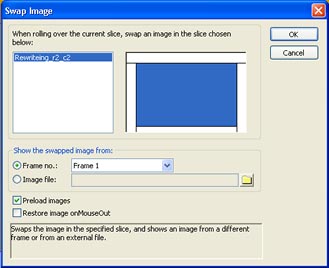 Swap Image
When rolling over the current slice, swap an image in the slice chosen
below:
OK
Cancel
Rewriteing_r2_c2
Show the swapped image from:
Frame no.: Frame 1
Image file:
Preload images
Restore image onMouseOut
Swaps the image in the specified slice, and shows an image from a different
frame or from an external file.